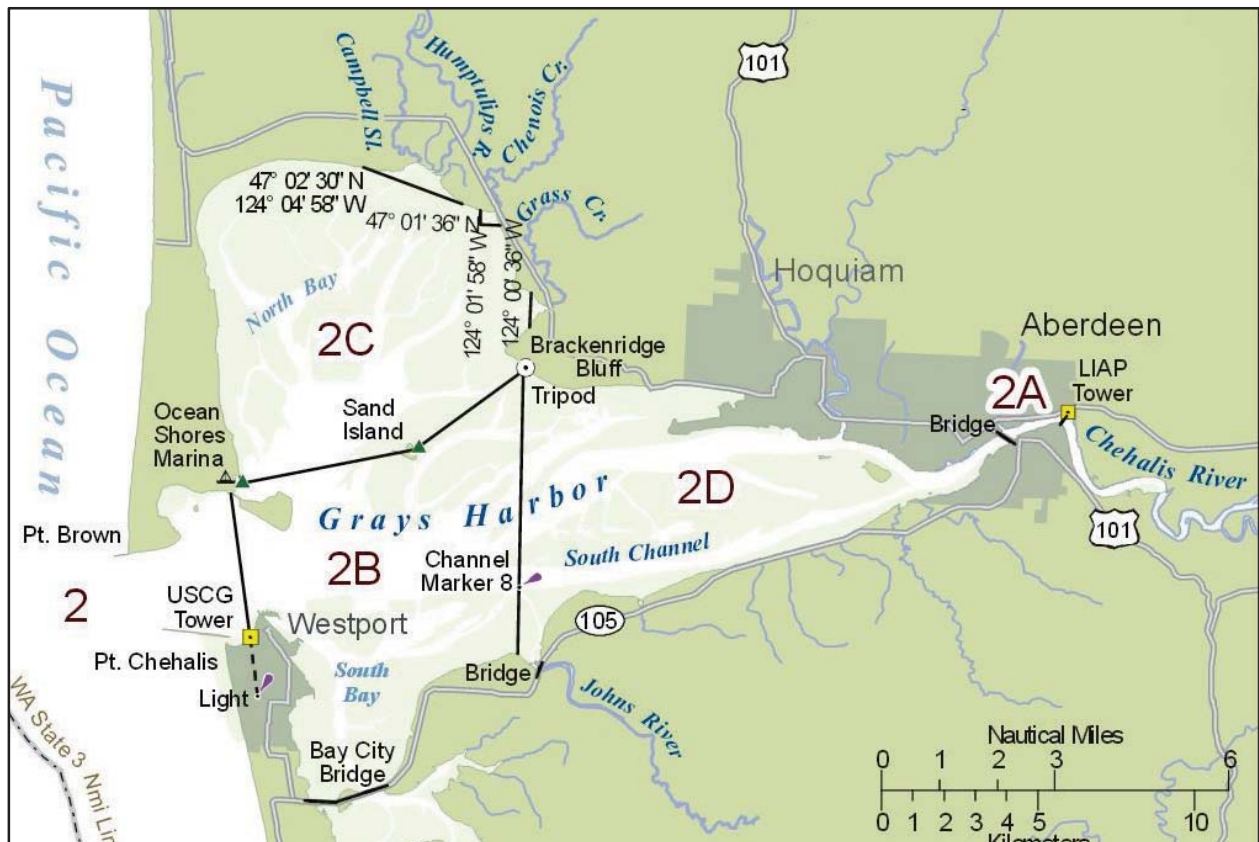 Pacific Ocean
Campbell Sl.
Humptulips R.
Chenois Cr.
Grass Cr.
101
47° 02' 30" N
124° 04' 58" W
47° 01' 36" N
124° 01' 58" W
124° 00' 36" W
North Bay
2C
Hoquiam
Aberdeen
LIAP
Tower
2A
Bridge
Chehalis River
101
Brackenridge
Bluff
Tripod
Sand
Island
Ocean
Shores
Marina
Grays Harbor
2D
South Channel
Channel
Marker 8
2B
Pt. Brown
2
USCG
Tower
Westport
Pt. Chehalis
Light
South
Bay
Bridge
105
Johns River
Bay City
Bridge
WA State 3 Nmi Lin
Nautical Miles
0 1 2 3 6
0 1 2 3 4 5 10
Kilometers